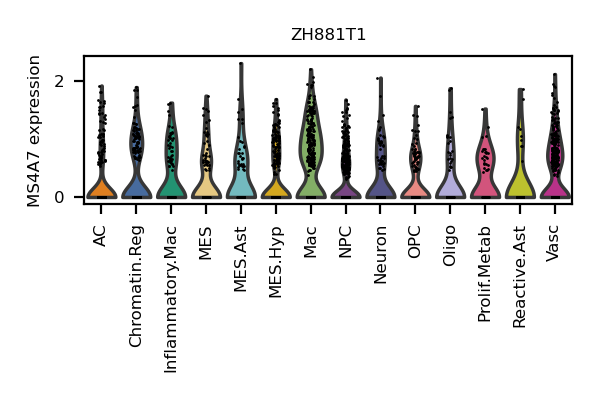 ZH881T1
MS4A7 expression
2
0
AC
Chromatin.Reg
Inflammatory.Mac
MES
MES.Ast
MES.Hyp
Mac
NPC
Neuron
OPC
Oligo
Prolif.Metab
Reactive.Ast
Vasc